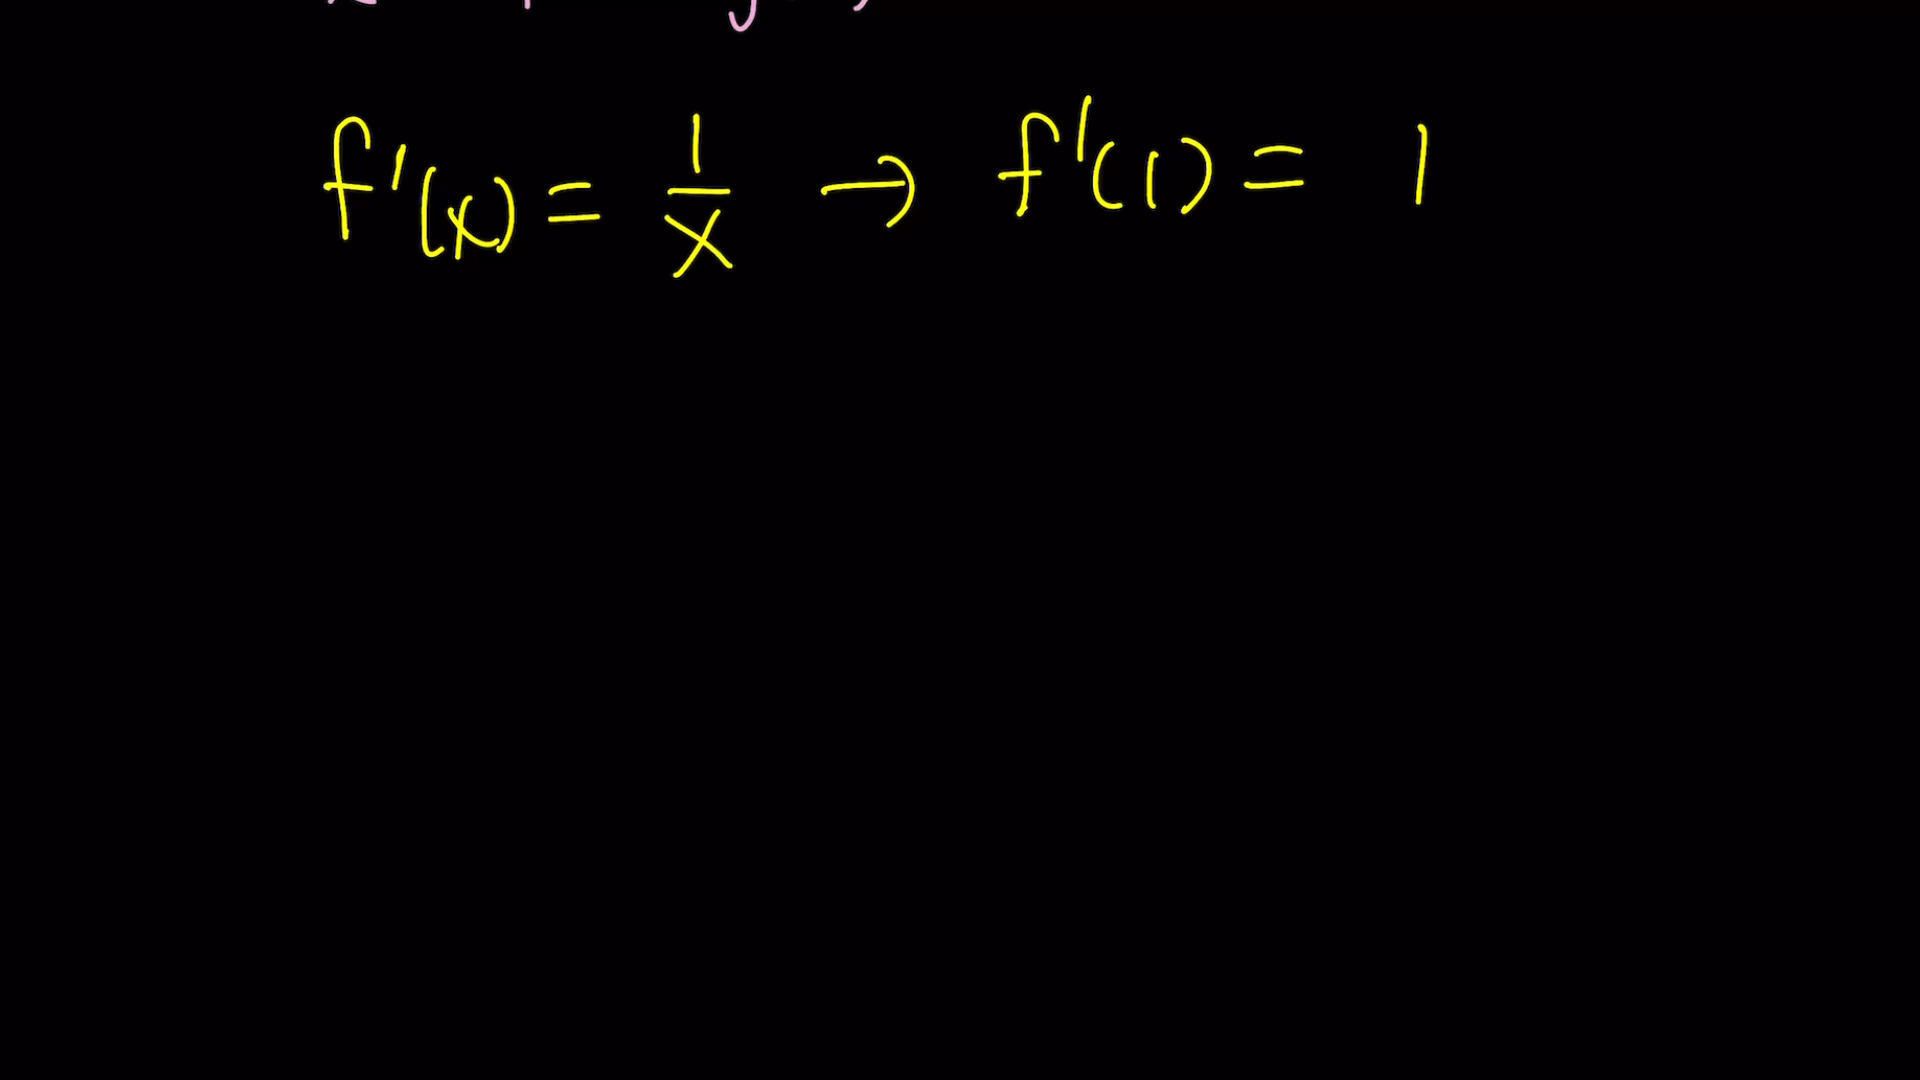 f'(x) = 1/x → f'(1) = 1